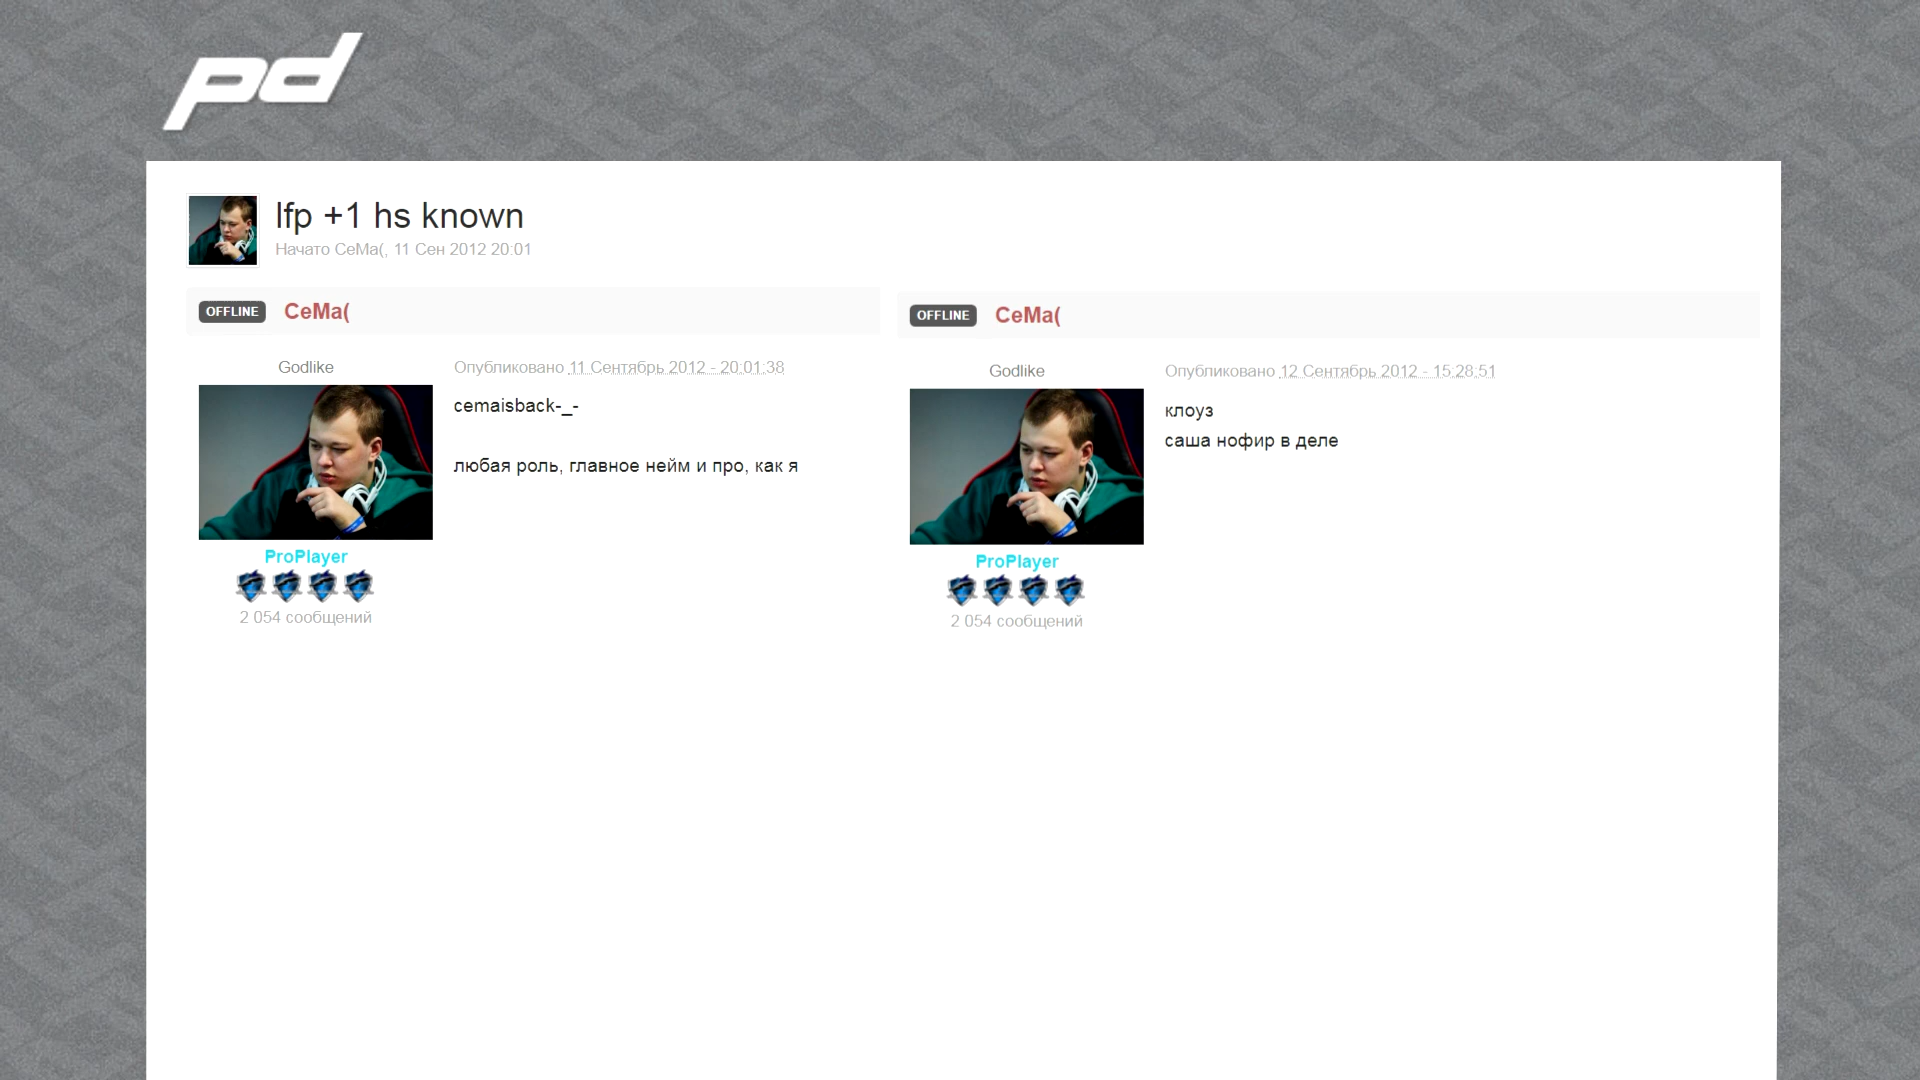 pd
lfp +1 hs known
Начато CeMa(, 11 Сен 2012 20:01
OFFLINE CeMa(
Godlike
Опубликовано 11 Сентябрь 2012 - 20:01:38
cemaisback-_-
любая роль, главное нейм и про, как я
ProPlayer
2 054 сообщений
OFFLINE CeMa(
Godlike
Опубликовано 12 Сентябрь 2012 - 15:28:51
клоуз
саша нофир в деле
ProPlayer
2 054 сообщений